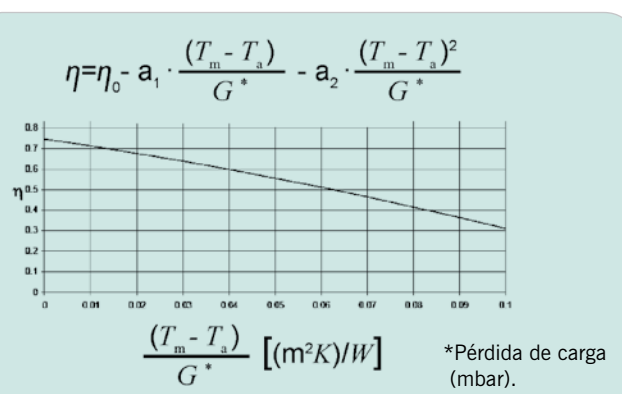 η=η₀- a₁ · (Tₘ - Tₐ) / G* - a₂ · (Tₘ - Tₐ)² / G*
0.8
0.7
0.6
η 0.5
0.4
0.3
0.2
0.1
0
0 0.01 0.02 0.03 0.04 0.05 0.06 0.07 0.08 0.09 0.1
(Tₘ - Tₐ) / G* [(m²K)/W]
*Pérdida de carga
(mbar).